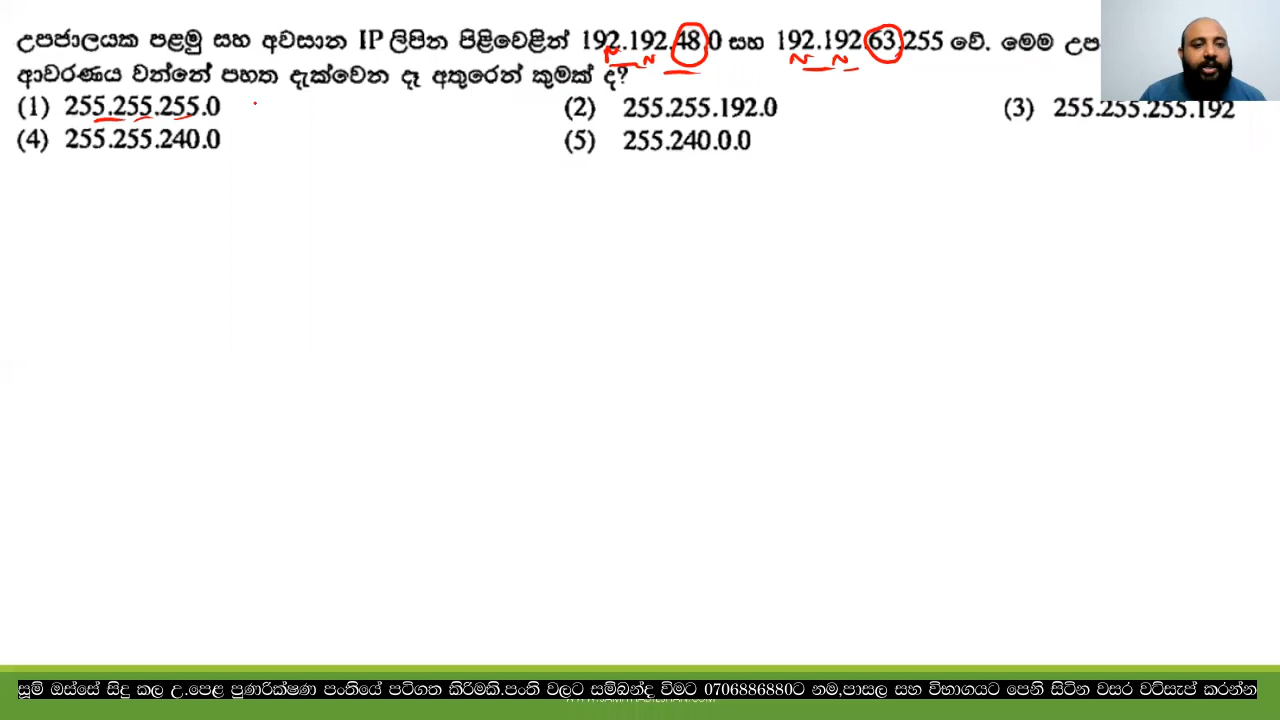 උපජාලයක පළමු සහ අවසාන IP ලිපින පිළිවෙළින් 192.192.48.0 සහ 192.192.63.255 වේ. මෙම උප
ආවරණය වන්නේ පහත දැක්වෙන දෑ අතුරෙන් කුමක් ද?
(1) 255.255.255.0 (2) 255.255.192.0 (3) 255.255.255.192
(4) 255.255.240.0 (5) 255.240.0.0
සූම් ඔස්සේ සිදු කල උ.පෙළ පුණරීක්ෂණ පංතියේ පටිගත කිරීමකි.පංති වලට සම්බන්ද වීමට 0706886880ට නම,පාසල සහ විභාගයට පෙනී සිටින වසර වට්සැප් කරන්න